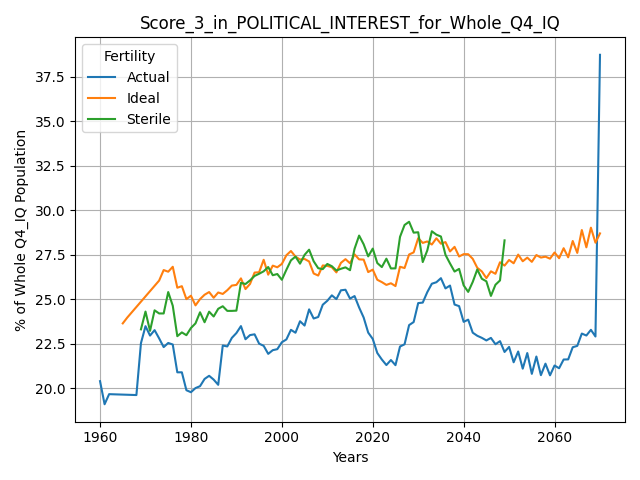 Score_3_in_POLITICAL_INTEREST_for_Whole_Q4_IQ
Fertility
Actual
Ideal
Sterile
37.5
35.0
32.5
30.0
27.5
25.0
22.5
20.0
% of Whole Q4_IQ Population
1960
1980
2000
2020
2040
2060
Years